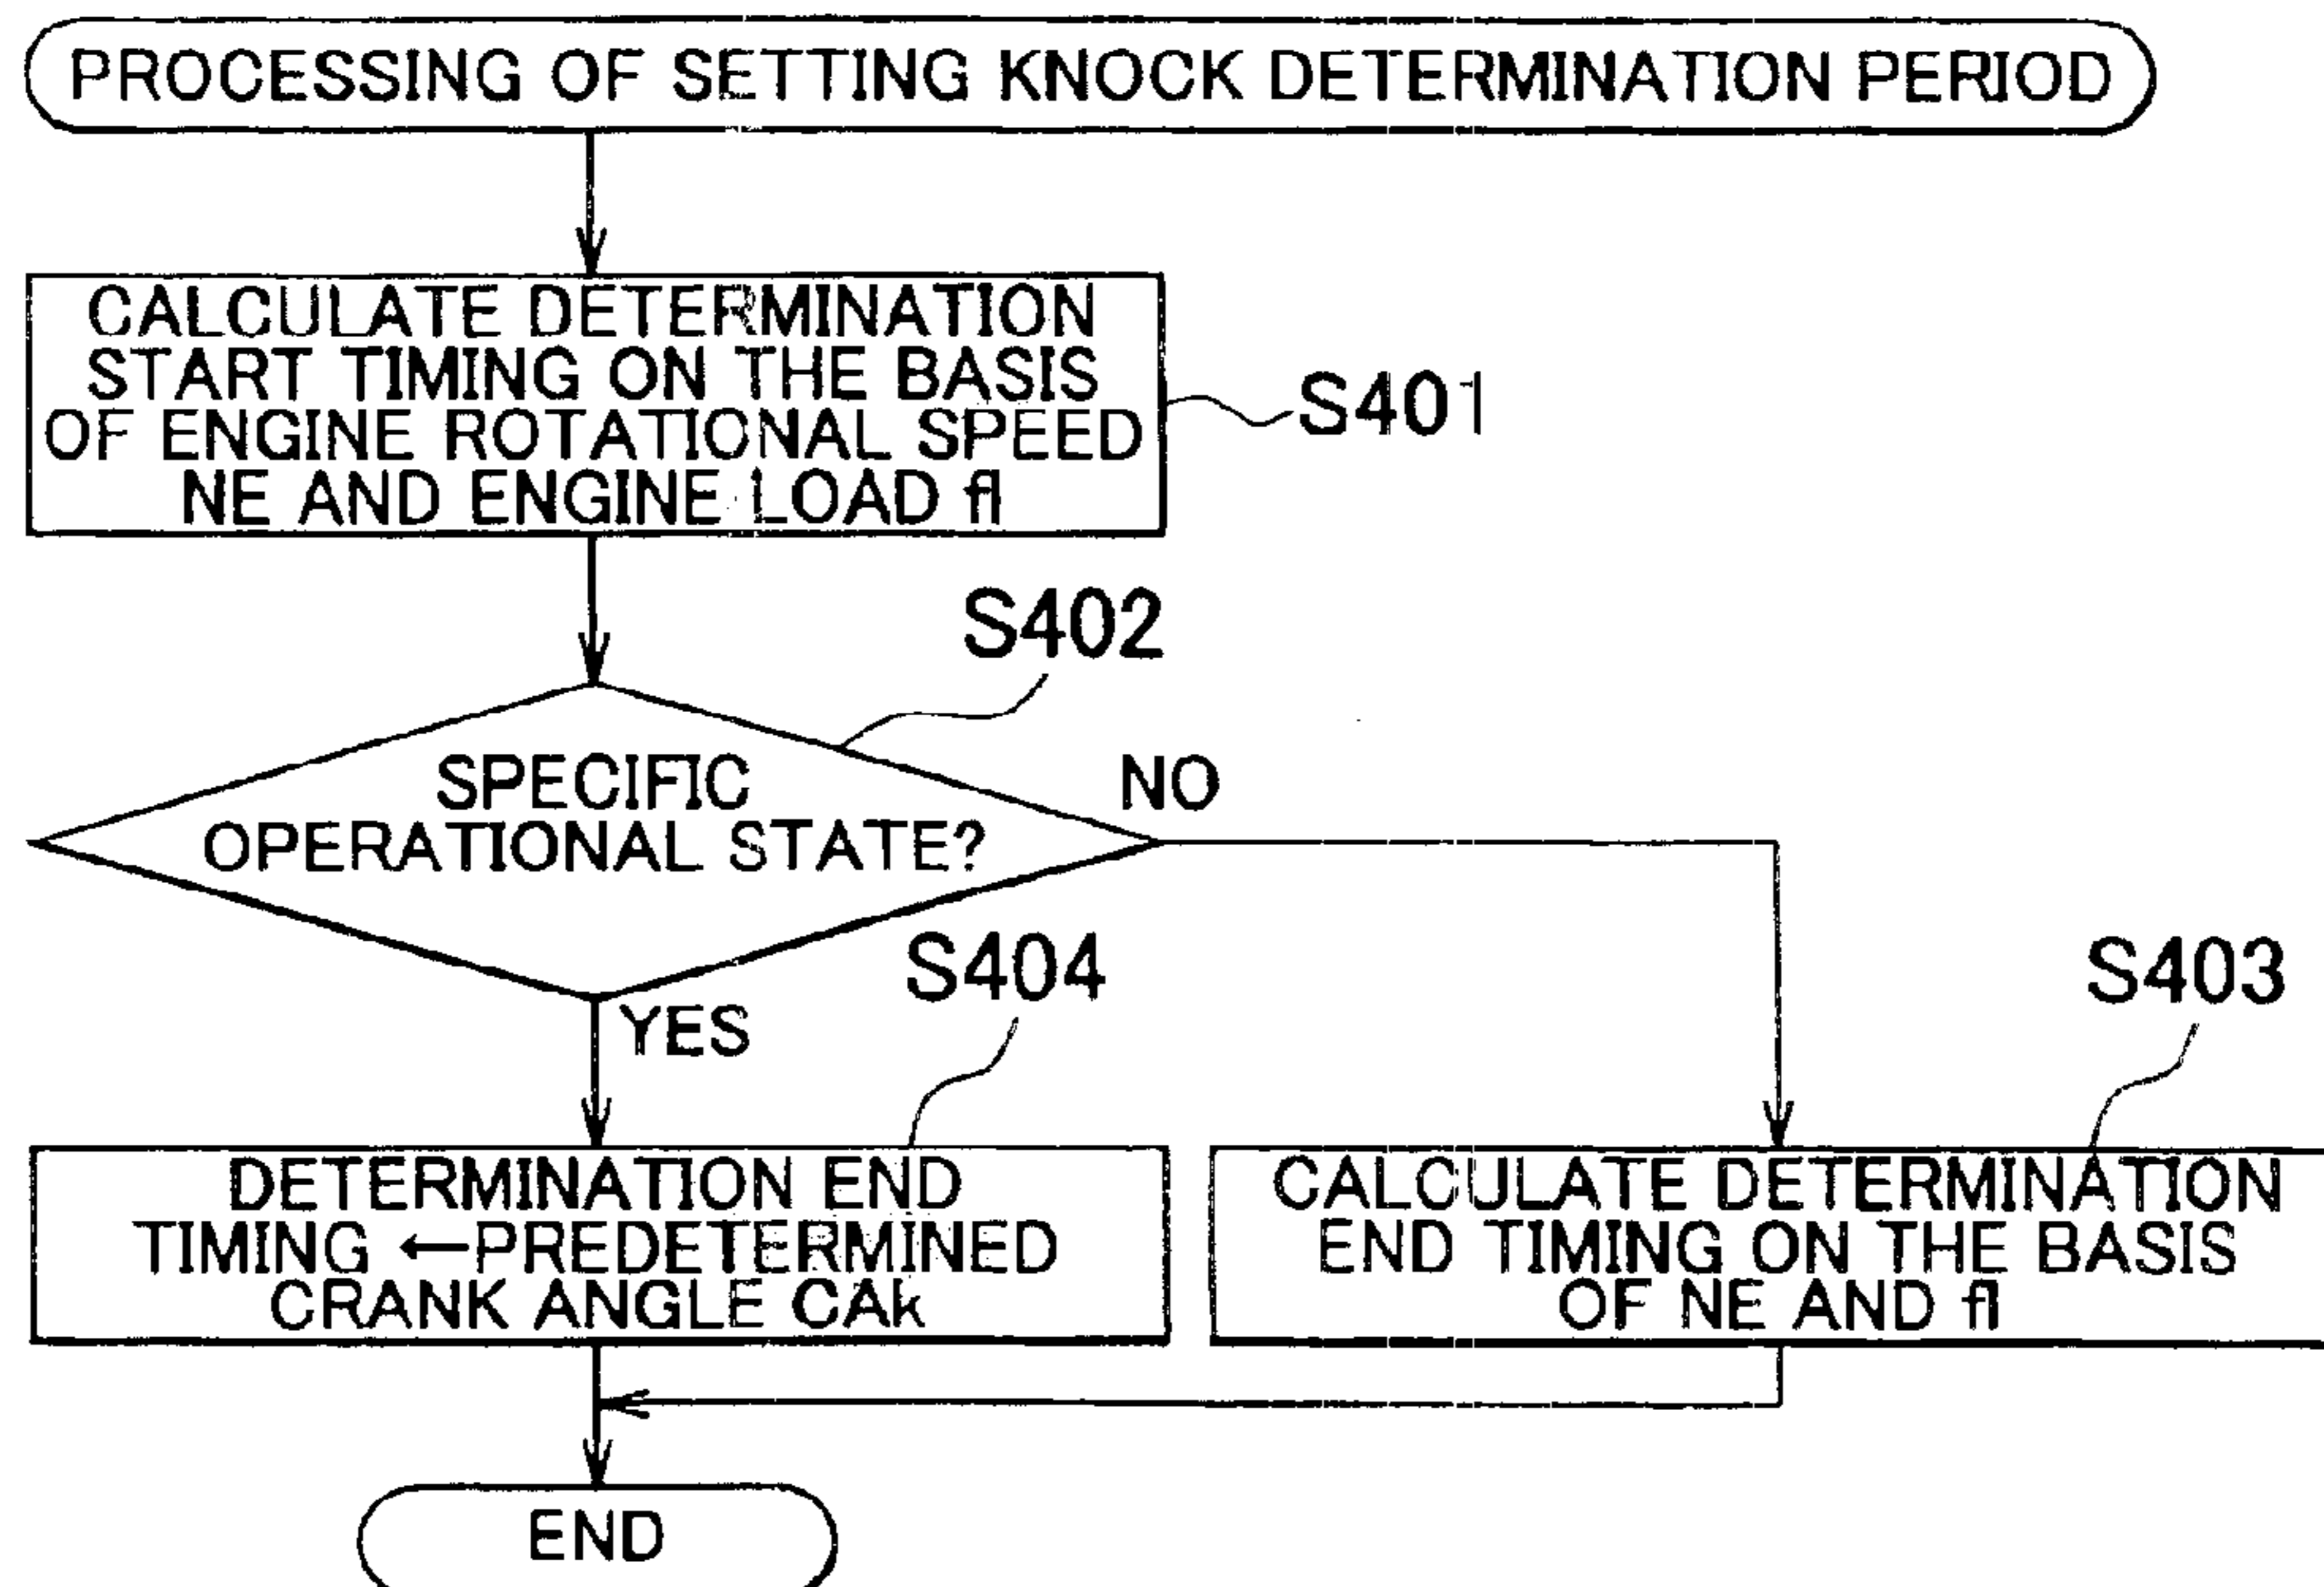 PROCESSING OF SETTING KNOCK DETERMINATION PERIOD
CALCULATE DETERMINATION
START TIMING ON THE BASIS
OF ENGINE ROTATIONAL SPEED
NE AND ENGINE LOAD fl
S401
S402
SPECIFIC
OPERATIONAL STATE?
NO
YES
S404
DETERMINATION END
TIMING ←PREDETERMINED
CRANK ANGLE CAk
S403
CALCULATE DETERMINATION
END TIMING ON THE BASIS
OF NE AND fl
END